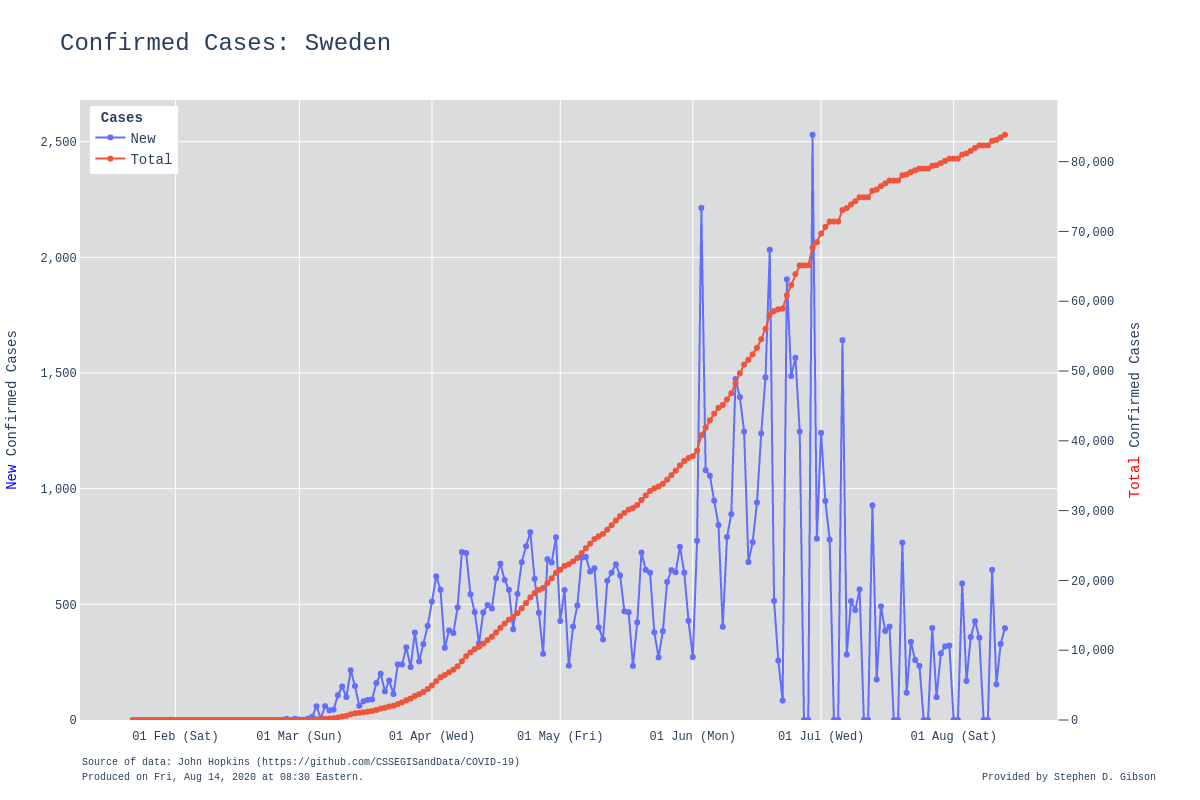 Confirmed Cases: Sweden
Cases
New
Total
2,500
2,000
1,500
1,000
500
0
New Confirmed Cases
80,000
70,000
60,000
50,000
40,000
30,000
20,000
10,000
0
Total Confirmed Cases
01 Feb (Sat) 01 Mar (Sun) 01 Apr (Wed) 01 May (Fri) 01 Jun (Mon) 01 Jul (Wed) 01 Aug (Sat)
Source of data: John Hopkins (https://github.com/CSSEGISandData/COVID-19)
Produced on Fri, Aug 14, 2020 at 08:30 Eastern.
Provided by Stephen D. Gibson